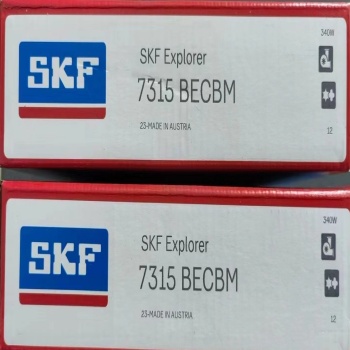 340W
SKF
SKF Explorer
7315 BECBM
23-MADE IN AUSTRIA
12
340W
SKF
SKF Explorer
7315 BECBM
23-MADE IN AUSTRIA
12